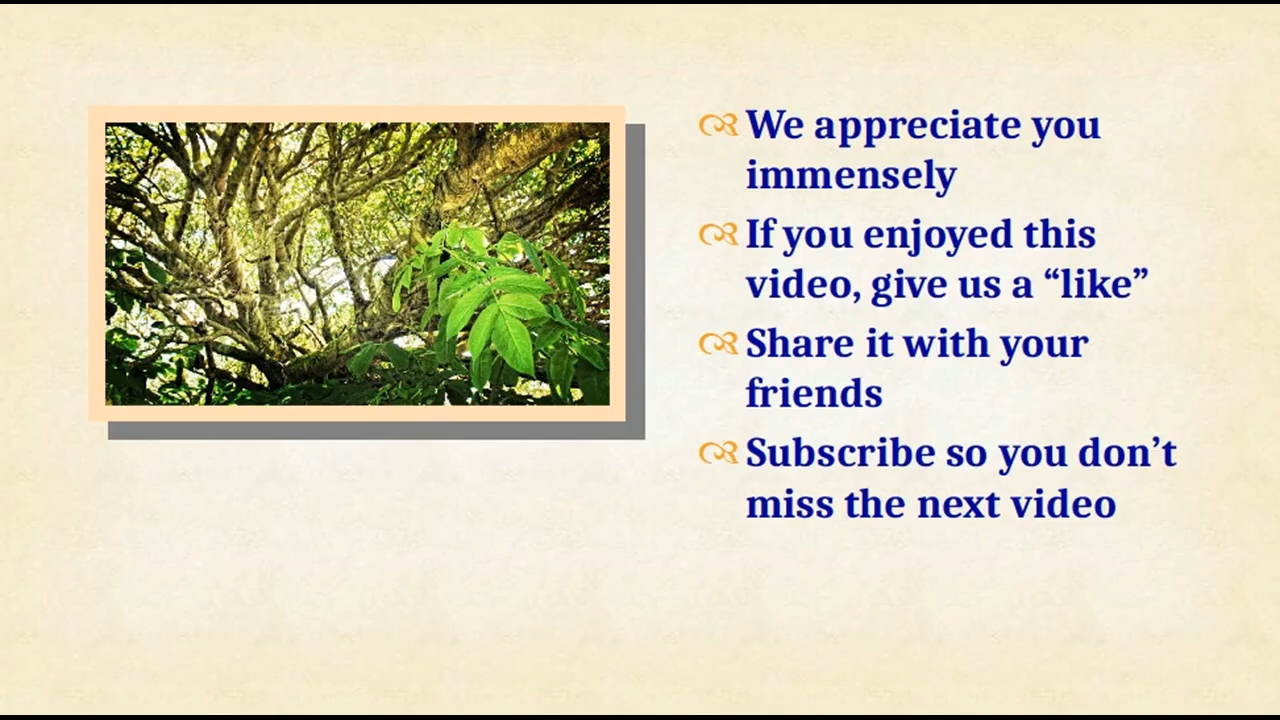 We appreciate you
immensely
If you enjoyed this
video, give us a “like”
Share it with your
friends
Subscribe so you don’t
miss the next video